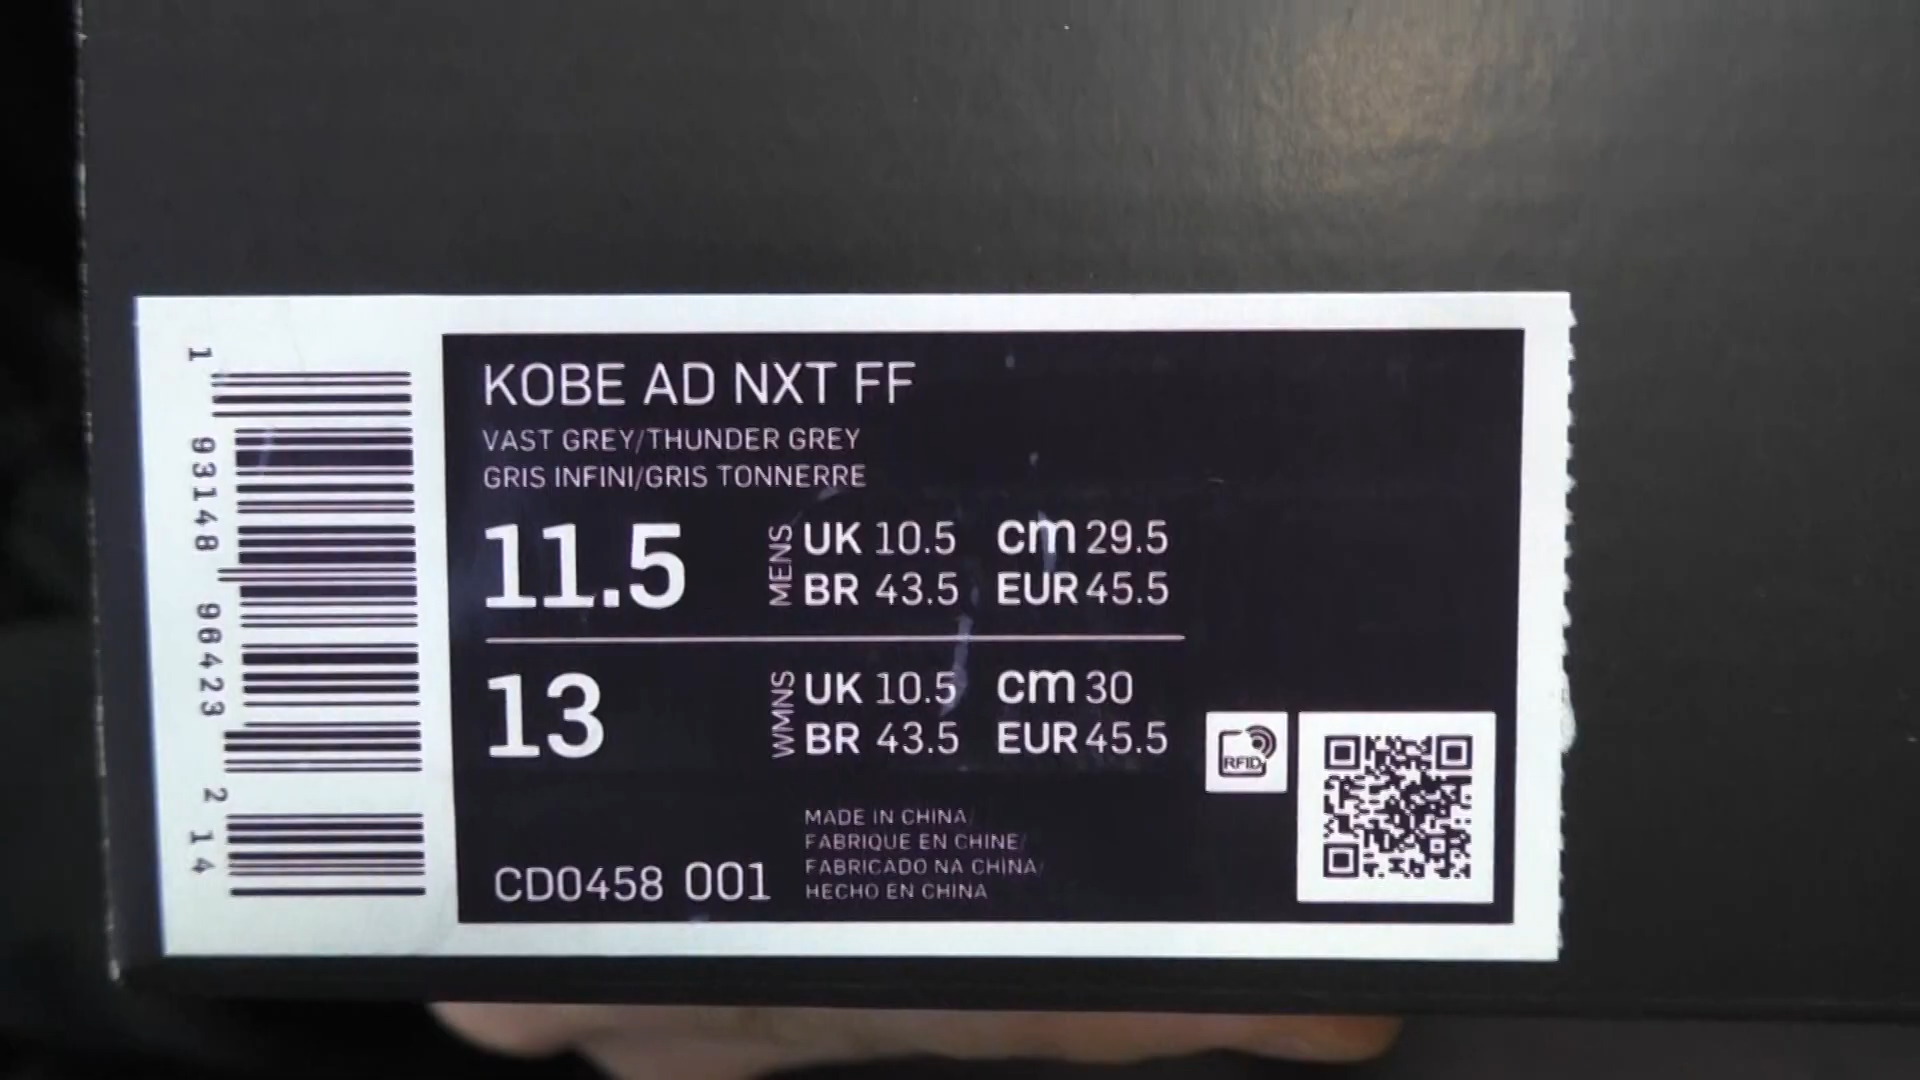 1 93148 96423 2 14
KOBE AD NXT FF
VAST GREY/THUNDER GREY
GRIS INFINI/GRIS TONNERRE
11.5 MENS UK 10.5 cm 29.5
BR 43.5 EUR 45.5
13 WMNS UK 10.5 cm 30
BR 43.5 EUR 45.5
RFID
MADE IN CHINA/
FABRIQUE EN CHINE/
FABRICADO NA CHINA/
HECHO EN CHINA
CD0458 001